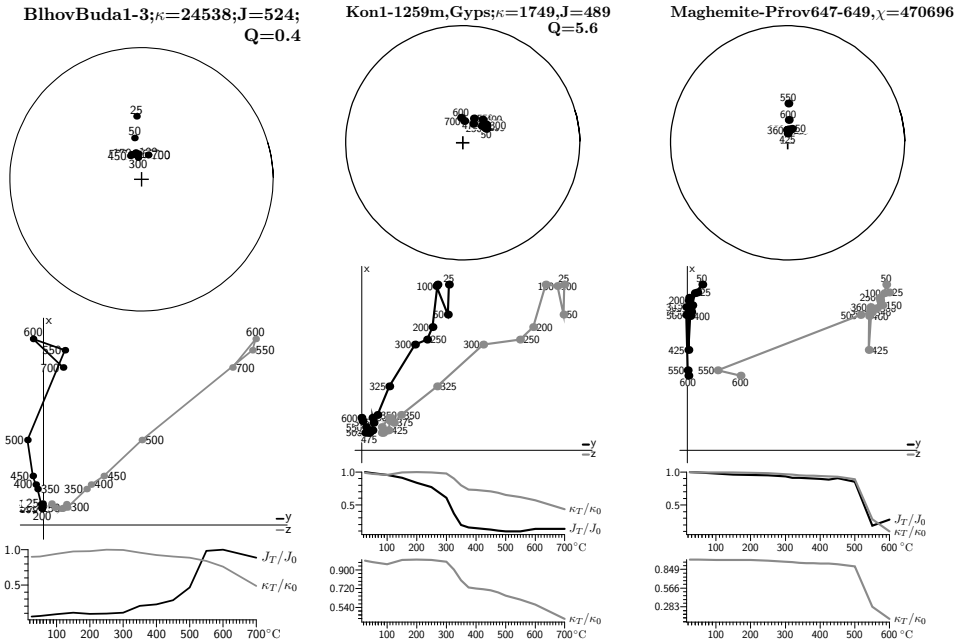 BlhovBuda1-3;κ=24538;J=524;
Q=0.4
25
50
450
700
300
x
600
550
700
500
450
400
350
200
600
550
700
500
450
400
350
300
y
z
1.0
0.5
J_T/J_0
κ_T/κ_0
100 200 300 400 500 600 700 °C
Kon1-1259m,Gyps;κ=1749,J=489
Q=5.6
600
700
300
50
x
25
100
50
200
250
300
325
350
600
475
25
100
50
200
250
300
325
350
375
425
y
z
1.0
0.5
κ_T/κ_0
J_T/J_0
100 200 300 400 500 600 700 °C
0.900
0.720
0.540
κ_T/κ_0
100 200 300 400 500 600 700 °C
Maghemite-Přrov647-649,χ=470696
550
600
360
425
x
50
25
200
400
425
550
600
50
100
25
250
150
360
500
400
425
550
600
y
z
1.0
0.5
J_T/J_0
κ_T/κ_0
100 200 300 400 500 600 °C
0.849
0.566
0.283
κ_T/κ_0
100 200 300 400 500 600 °C